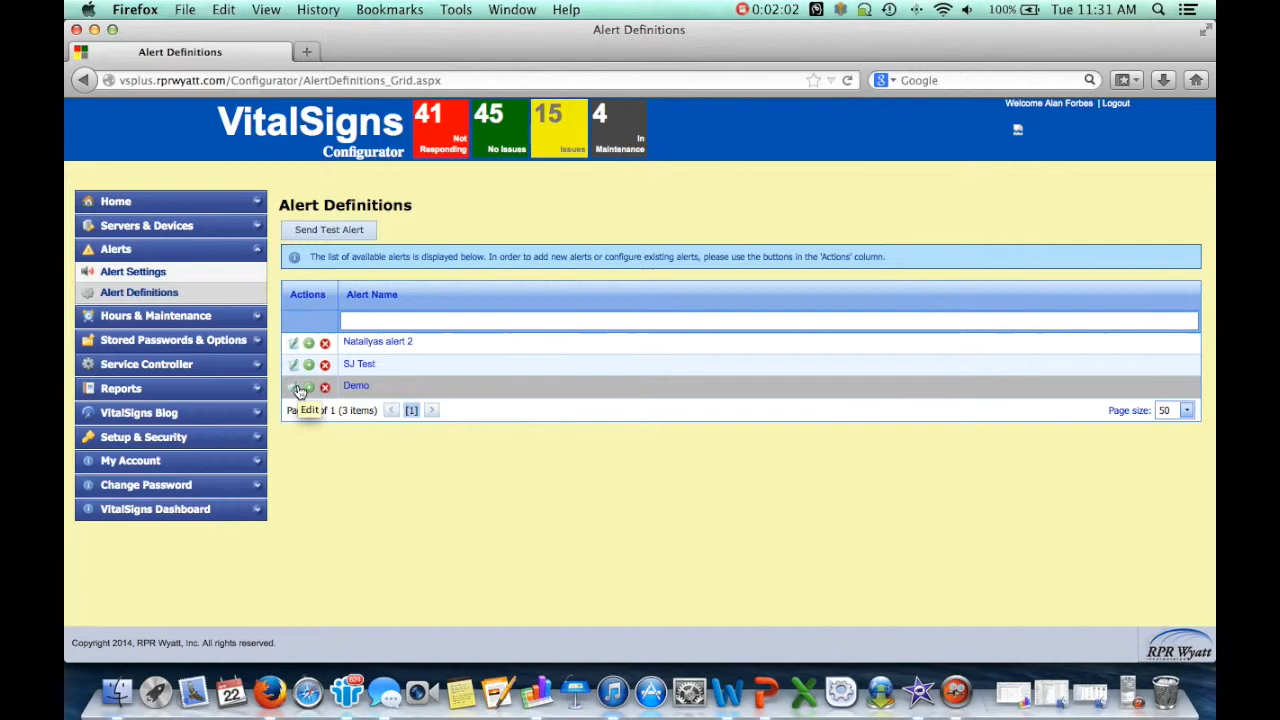 Firefox File Edit View History Bookmarks Tools Window Help 0:02:02 100% Tue 11:31 AM
Alert Definitions
Alert Definitions
vsplus.rprwyatt.com/Configurator/AlertDefinitions_Grid.aspx
Google
VitalSigns
Configurator
41 Not Responding
45 No Issues
15 Issues
4 In Maintenance
Welcome Alan Forbes | Logout
Home
Servers & Devices
Alerts
Alert Settings
Alert Definitions
Hours & Maintenance
Stored Passwords & Options
Service Controller
Reports
VitalSigns Blog
Setup & Security
My Account
Change Password
VitalSigns Dashboard
Alert Definitions
Send Test Alert
The list of available alerts is displayed below. In order to add new alerts or configure existing alerts, please use the buttons in the 'Actions' column.
Actions Alert Name
Nataliyas alert 2
SJ Test
Demo
Edit
of 1 (3 items) [1]
Page size: 50
Copyright 2014, RPR Wyatt, Inc. All rights reserved.
RPR Wyatt
22
624